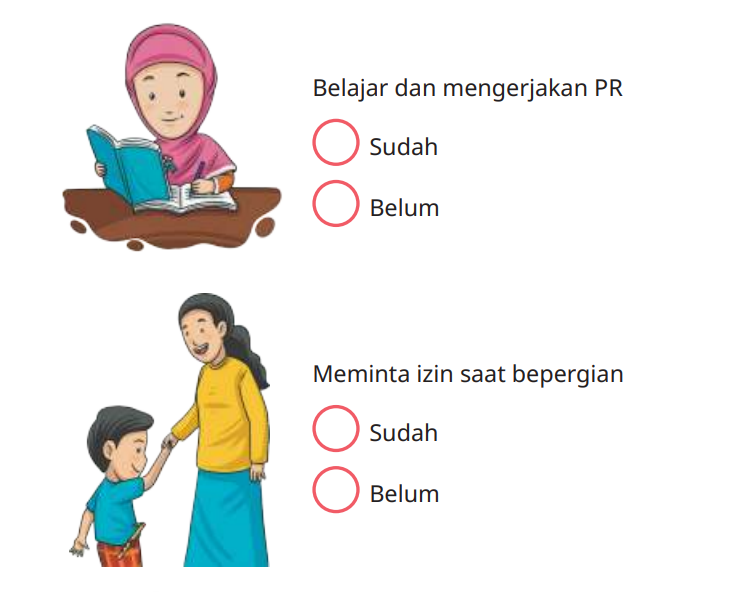 Belajar dan mengerjakan PR
Sudah
Belum
Meminta izin saat bepergian
Sudah
Belum